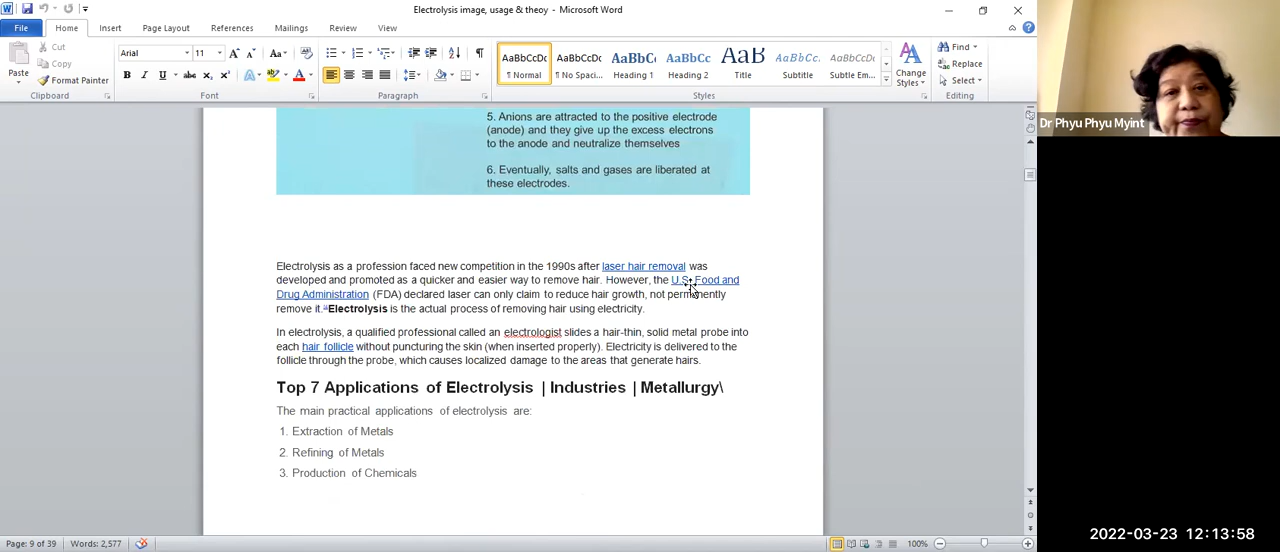 Electrolysis image, usage & theoy - Microsoft Word
File Home Insert Page Layout References Mailings Review View
Cut
Copy
Format Painter
Paste
Clipboard
Arial 11
B I U abc x₂ x² Aa A A
Font
Paragraph
AaBbCcDc AaBbCcDc AaBbC AaBbCc AaB AaBbCc. AaBbCcDc
¶ Normal ¶ No Spaci... Heading 1 Heading 2 Title Subtitle Subtle Em...
Styles
Change
Styles
Find
Replace
Select
Editing
Dr Phyu Phyu Myint
5. Anions are attracted to the positive electrode
(anode) and they give up the excess electrons
to the anode and neutralize themselves
6. Eventually, salts and gases are liberated at
these electrodes.
Electrolysis as a profession faced new competition in the 1990s after laser hair removal was
developed and promoted as a quicker and easier way to remove hair. However, the U.S. Food and
Drug Administration (FDA) declared laser can only claim to reduce hair growth, not permanently
remove it. Electrolysis is the actual process of removing hair using electricity.
In electrolysis, a qualified professional called an electrologist slides a hair-thin, solid metal probe into
each hair follicle without puncturing the skin (when inserted properly). Electricity is delivered to the
follicle through the probe, which causes localized damage to the areas that generate hairs.
Top 7 Applications of Electrolysis | Industries | Metallurgy\
The main practical applications of electrolysis are:
1. Extraction of Metals
2. Refining of Metals
3. Production of Chemicals
Page: 9 of 39 Words: 2,577
100%
2022-03-23 12:13:58